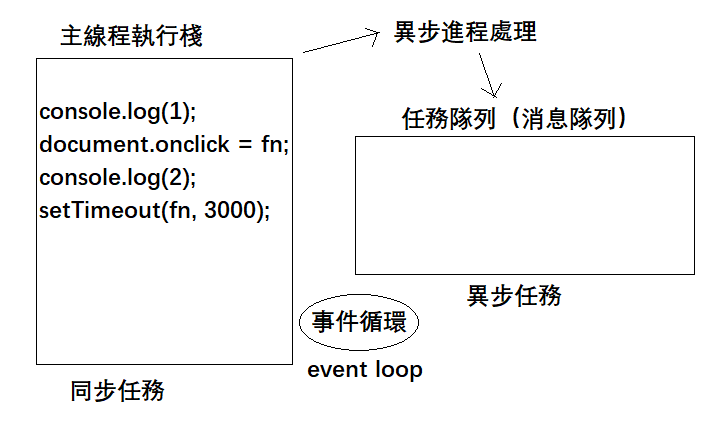 主線程執行棧
console.log(1);
document.onclick = fn;
console.log(2);
setTimeout(fn, 3000);
同步任務
異步進程處理
任務隊列（消息隊列）
異步任務
事件循環
event loop